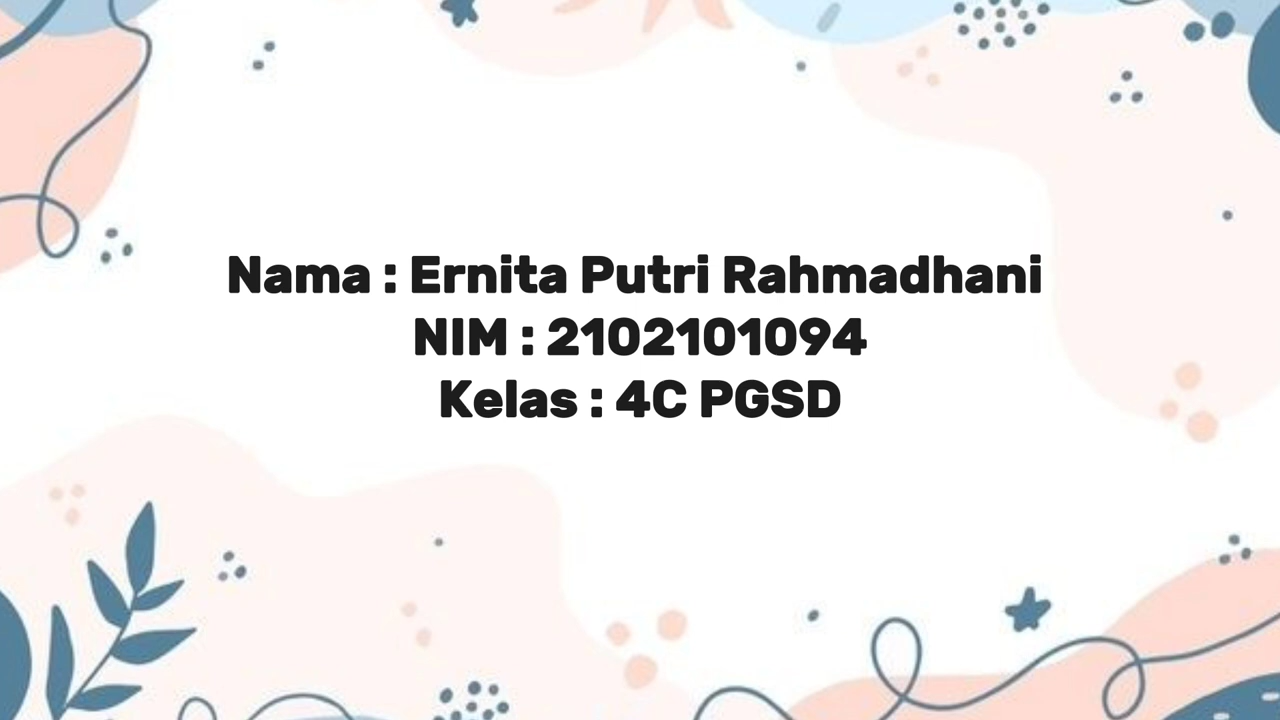 Nama : Ernita Putri Rahmadhani
NIM : 2102101094
Kelas : 4C PGSD